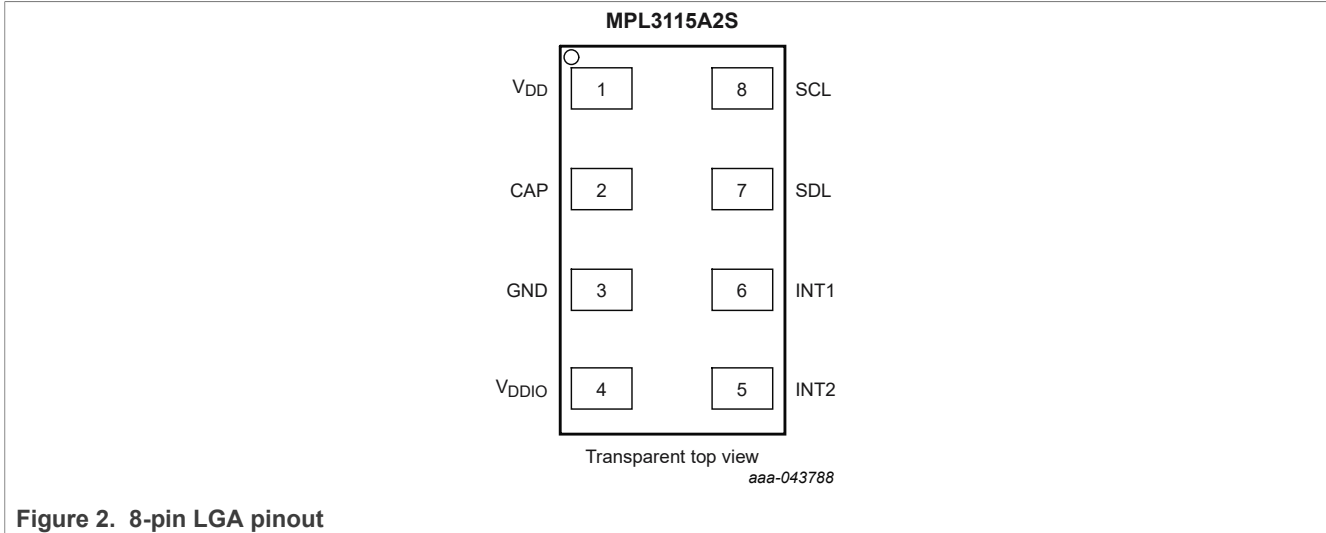 MPL3115A2S
VDD 1 8 SCL
CAP 2 7 SDL
GND 3 6 INT1
VDDIO 4 5 INT2
Transparent top view
aaa-043788
Figure 2. 8-pin LGA pinout